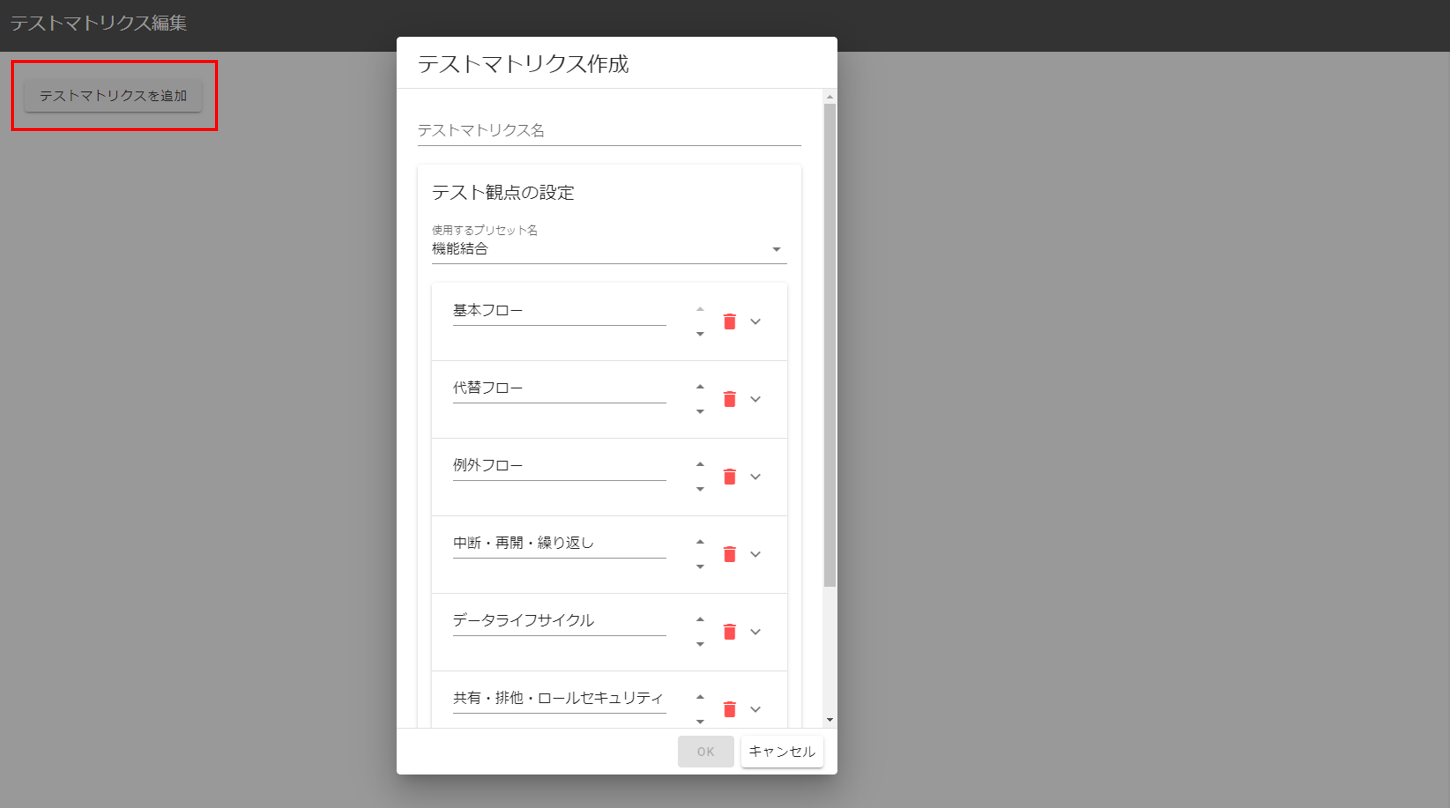 テストマトリクス編集
テストマトリクスを追加
テストマトリクス作成
テストマトリクス名
テスト観点の設定
使用するプリセット名
機能結合
基本フロー
代替フロー
例外フロー
中断・再開・繰り返し
データライフサイクル
共有・排他・ロールセキュリティ
OK
キャンセル